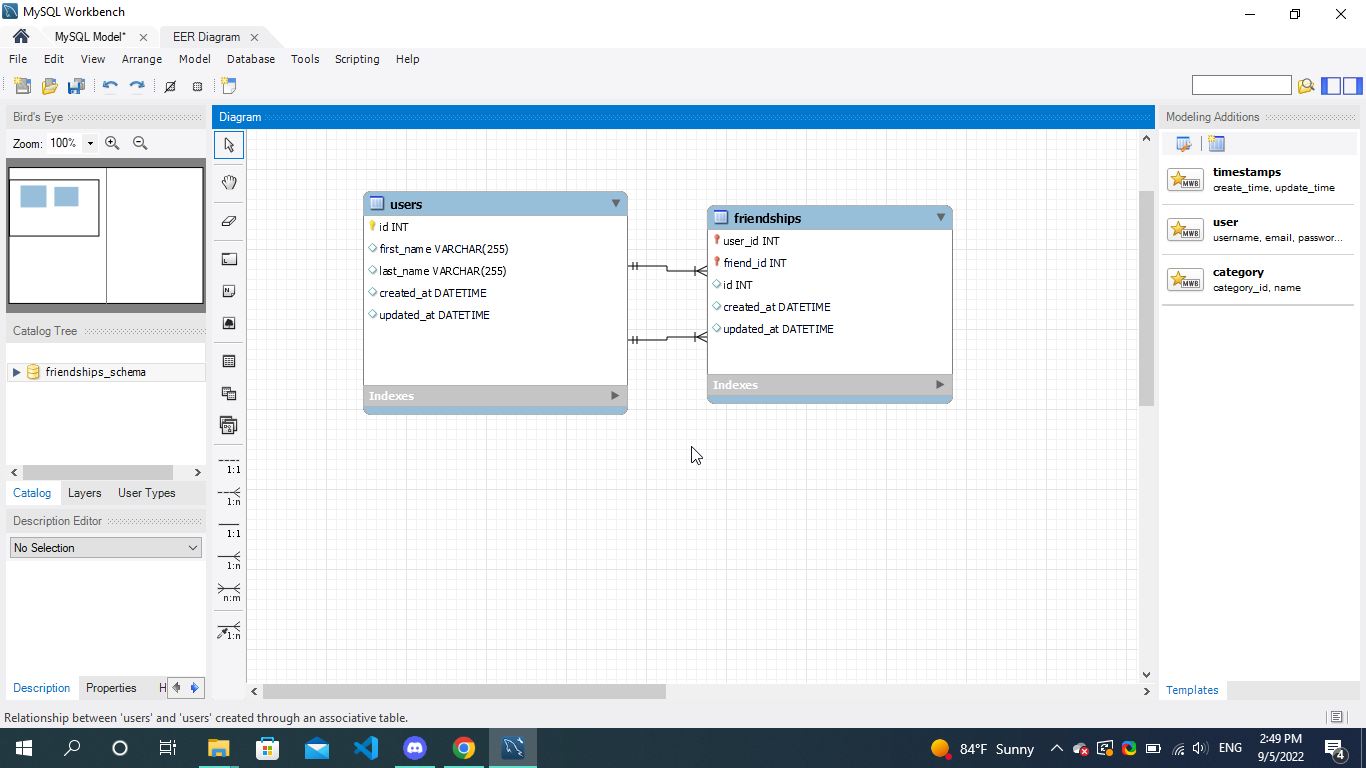 MySQL Workbench
MySQL Model*
EER Diagram
File Edit View Arrange Model Database Tools Scripting Help
Bird's Eye
Zoom: 100%
Diagram
Modeling Additions
timestamps
create_time, update_time
user
username, email, passwor...
category
category_id, name
users
id INT
first_name VARCHAR(255)
last_name VARCHAR(255)
created_at DATETIME
updated_at DATETIME
Indexes
friendships
user_id INT
friend_id INT
id INT
created_at DATETIME
updated_at DATETIME
Indexes
Catalog Tree
friendships_schema
Catalog Layers User Types
Description Editor
No Selection
Description Properties H
1:1
1:n
1:1
1:n
n:m
1:n
Templates
Relationship between 'users' and 'users' created through an associative table.
84°F Sunny
ENG
2:49 PM
9/5/2022
4
MWB
MWB
MWB